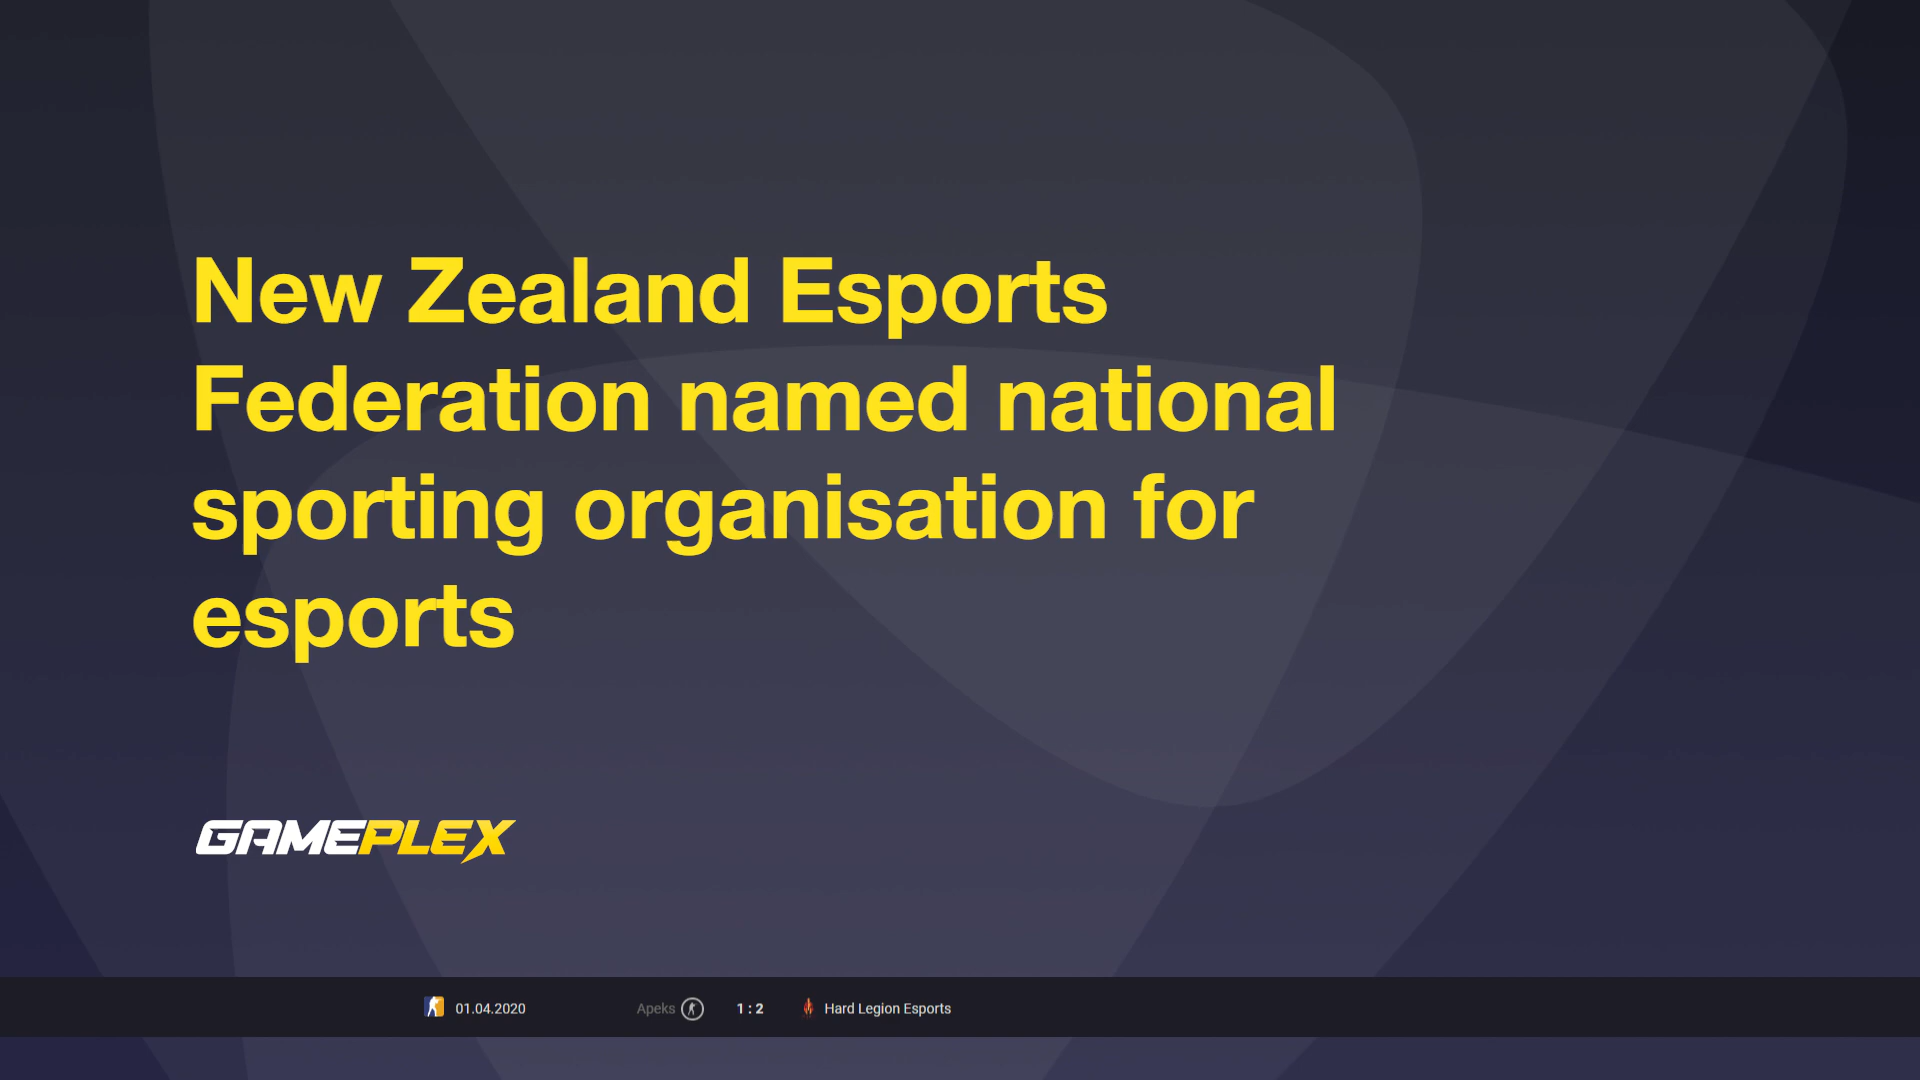 New Zealand Esports
Federation named national
sporting organisation for
esports
GAMEPLEX
01.04.2020 Apeks 1 : 2 Hard Legion Esports